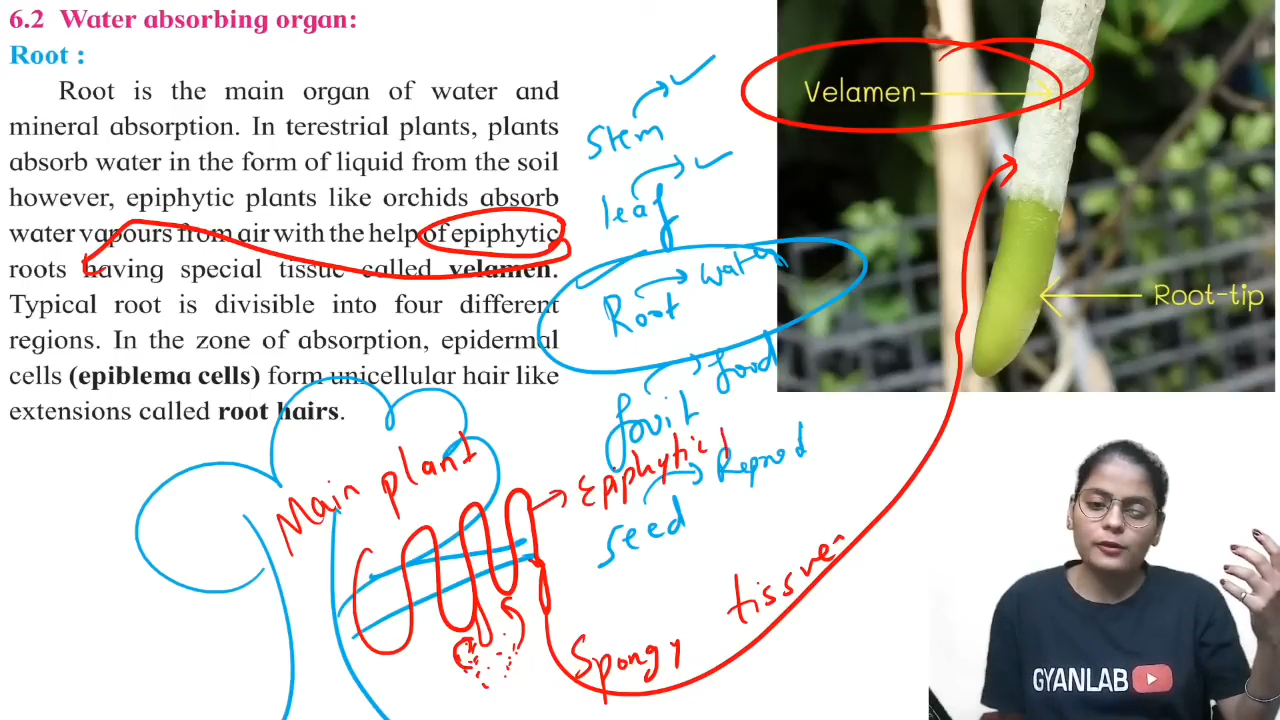 6.2 Water absorbing organ:
Root :
Root is the main organ of water and
mineral absorption. In terestrial plants, plants
absorb water in the form of liquid from the soil
however, epiphytic plants like orchids absorb
water vapours from air with the help of epiphytic
roots having special tissue called velamen.
Typical root is divisible into four different
regions. In the zone of absorption, epidermal
cells (epiblema cells) form unicellular hair like
extensions called root hairs.
Stem
leaf
Root → water
fruit → food
seed → Reprod
Main plant
Epiphytic
Spongy tissue
Velamen
Root-tip
GYANLAB